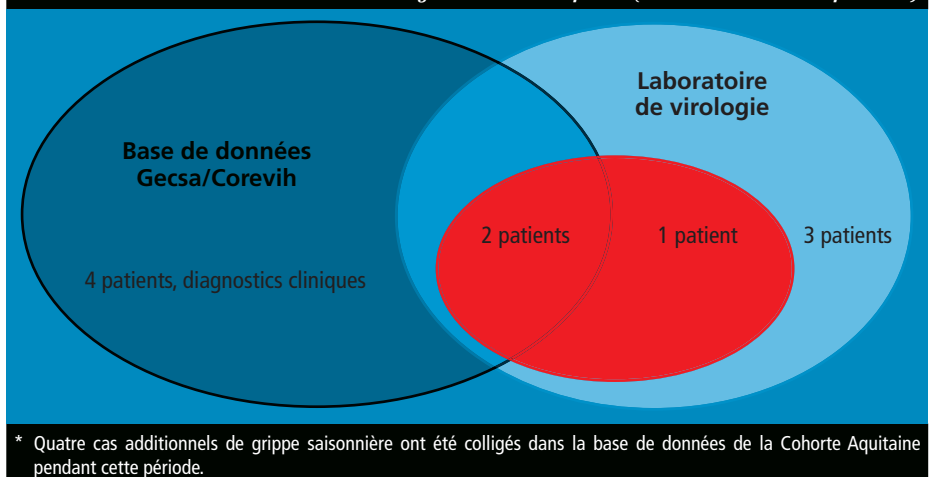 Laboratoire
de virologie
Base de données
Gecsa/Corevih
2 patients 1 patient 3 patients
4 patients, diagnostics cliniques
* Quatre cas additionnels de grippe saisonnière ont été colligés dans la base de données de la Cohorte Aquitaine
pendant cette période.